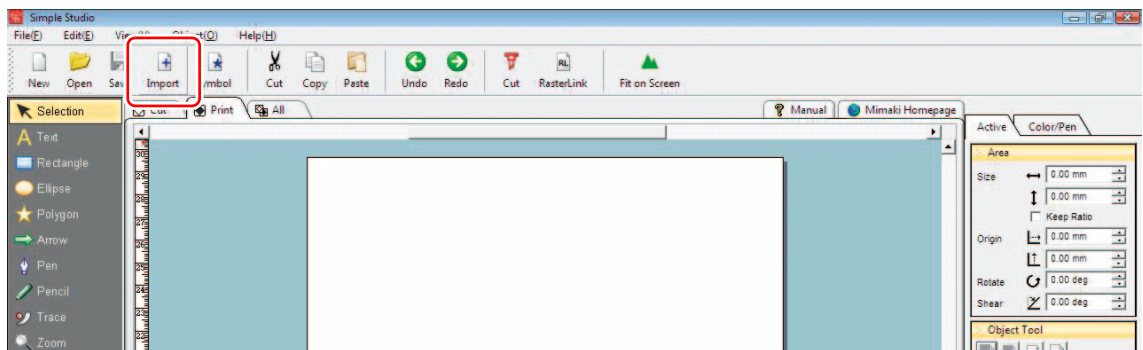 Simple Studio
File(F) Edit(E) Help(H)
New Open Import Cut Copy Paste Undo Redo Cut RasterLink Fit on Screen
RL
Selection Print All Manual Mimaki Homepage
Active Color/Pen
Text
Area
Rectangle
Size 0.00 mm
Ellipse
0.00 mm
Polygon
Keep Ratio
Arrow
Origin 0.00 mm
Pen
0.00 mm
Rotate 0.00 deg
Pencil
Shear 0.00 deg
Trace
Object Tool
Zoom